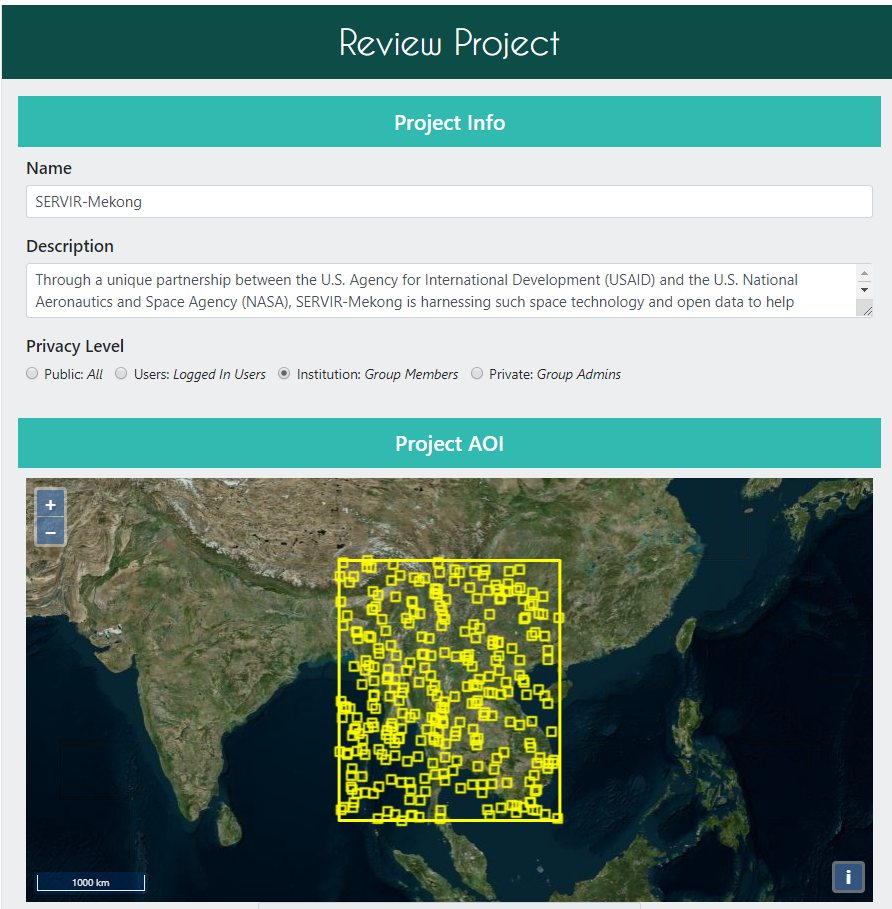 Review Project
Project Info
Name
SERVIR-Mekong
Description
Through a unique partnership between the U.S. Agency for International Development (USAID) and the U.S. National
Aeronautics and Space Agency (NASA), SERVIR-Mekong is harnessing such space technology and open data to help
Privacy Level
Public: All Users: Logged In Users Institution: Group Members Private: Group Admins
Project AOI
+
−
1000 km
i